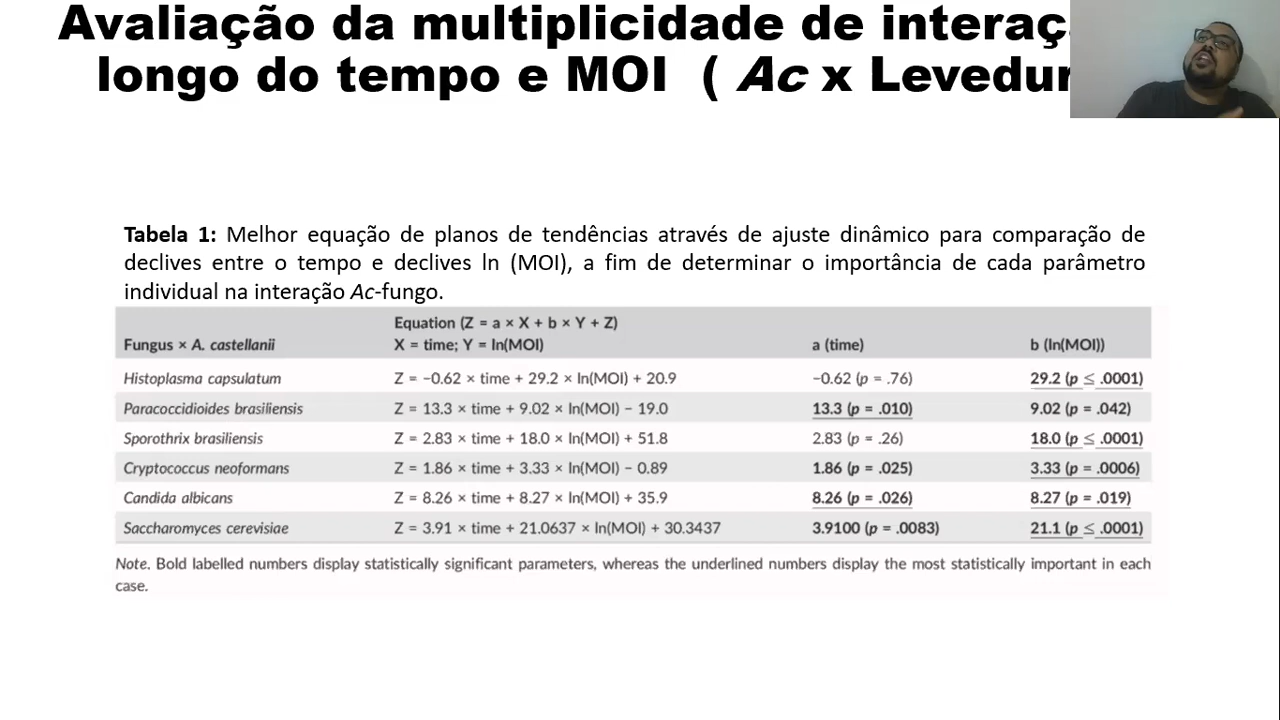 Avaliação da multiplicidade de interaç
longo do tempo e MOI ( Ac x Levedur
Tabela 1: Melhor equação de planos de tendências através de ajuste dinâmico para comparação de
declives entre o tempo e declives ln (MOI), a fim de determinar o importância de cada parâmetro
individual na interação Ac-fungo.
Equation (Z = a × X + b × Y + Z)
Fungus × A. castellanii X = time; Y = ln(MOI) a (time) b (ln(MOI))
Histoplasma capsulatum Z = −0.62 × time + 29.2 × ln(MOI) + 20.9 −0.62 (p = .76) 29.2 (p ≤ .0001)
Paracoccidioides brasiliensis Z = 13.3 × time + 9.02 × ln(MOI) − 19.0 13.3 (p = .010) 9.02 (p = .042)
Sporothrix brasiliensis Z = 2.83 × time + 18.0 × ln(MOI) + 51.8 2.83 (p = .26) 18.0 (p ≤ .0001)
Cryptococcus neoformans Z = 1.86 × time + 3.33 × ln(MOI) − 0.89 1.86 (p = .025) 3.33 (p = .0006)
Candida albicans Z = 8.26 × time + 8.27 × ln(MOI) + 35.9 8.26 (p = .026) 8.27 (p = .019)
Saccharomyces cerevisiae Z = 3.91 × time + 21.0637 × ln(MOI) + 30.3437 3.9100 (p = .0083) 21.1 (p ≤ .0001)
Note. Bold labelled numbers display statistically significant parameters, whereas the underlined numbers display the most statistically important in each
case.